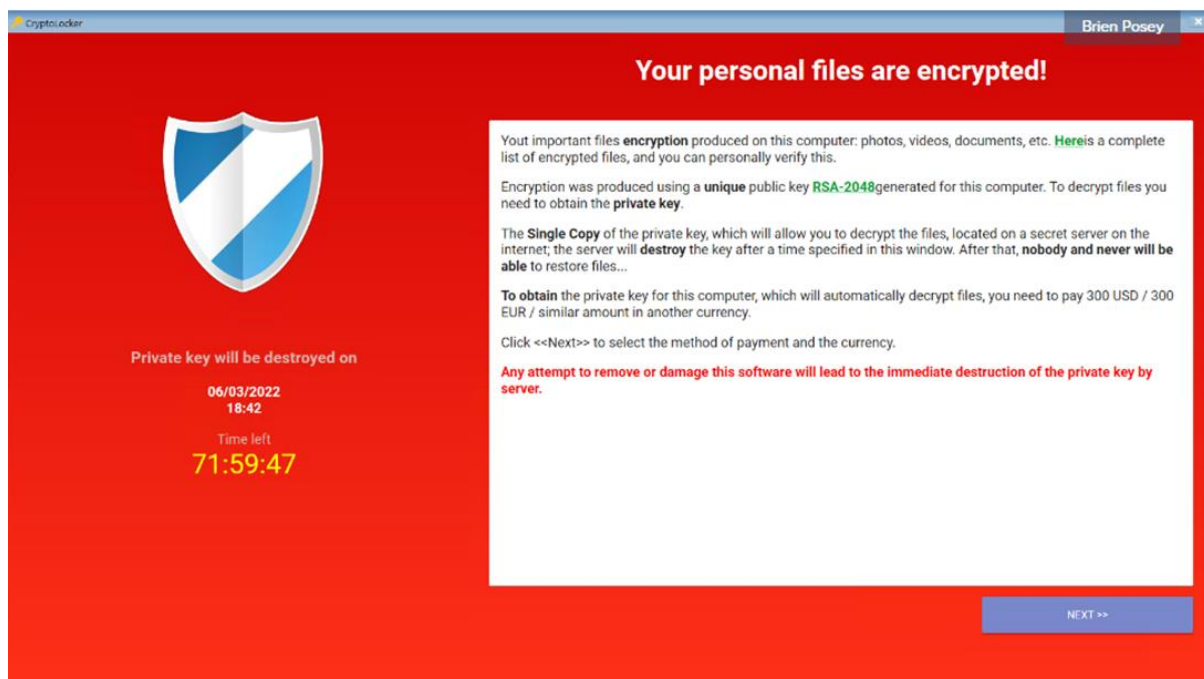 CryptoLocker
Brien Posey
Your personal files are encrypted!
Yout important files encryption produced on this computer: photos, videos, documents, etc. Hereis a complete
list of encrypted files, and you can personally verify this.
Encryption was produced using a unique public key RSA-2048generated for this computer. To decrypt files you
need to obtain the private key.
The Single Copy of the private key, which will allow you to decrypt the files, located on a secret server on the
internet; the server will destroy the key after a time specified in this window. After that, nobody and never will be
able to restore files...
To obtain the private key for this computer, which will automatically decrypt files, you need to pay 300 USD / 300
EUR / similar amount in another currency.
Click <<Next>> to select the method of payment and the currency.
Any attempt to remove or damage this software will lead to the immediate destruction of the private key by
server.
Private key will be destroyed on
06/03/2022
18:42
Time left
71:59:47
NEXT >>